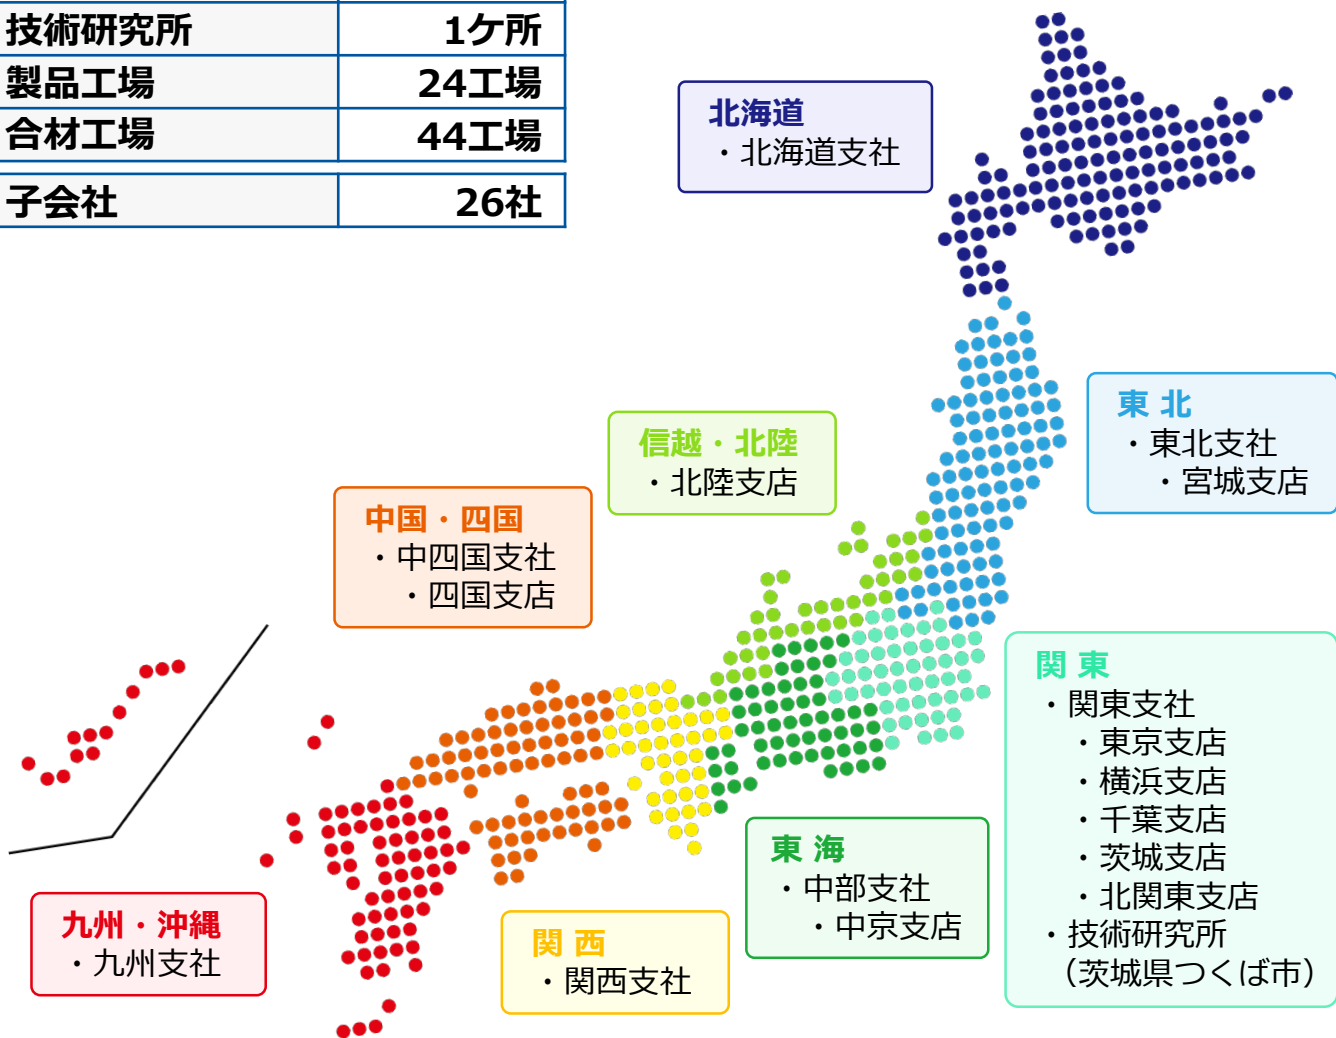 技術研究所 1ケ所
製品工場 24工場
合材工場 44工場
子会社 26社
北海道
・北海道支社
東 北
・東北支社
・宮城支店
信越・北陸
・北陸支店
中国・四国
・中四国支社
・四国支店
関 東
・関東支社
・東京支店
・横浜支店
・千葉支店
・茨城支店
・北関東支店
・技術研究所
（茨城県つくば市）
東 海
・中部支社
・中京支店
関 西
・関西支社
九州・沖縄
・九州支社